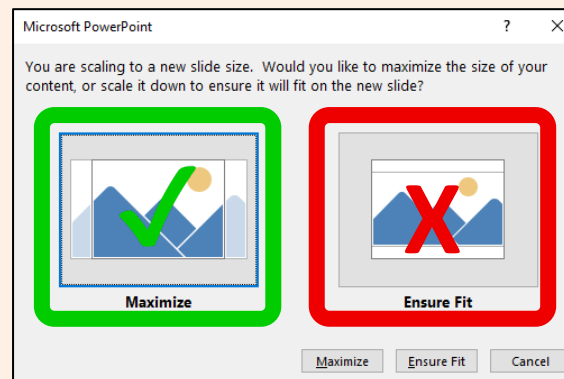 Microsoft PowerPoint ?
You are scaling to a new slide size. Would you like to maximize the size of your
content, or scale it down to ensure it will fit on the new slide?
X
Maximize Ensure Fit
Maximize Ensure Fit Cancel